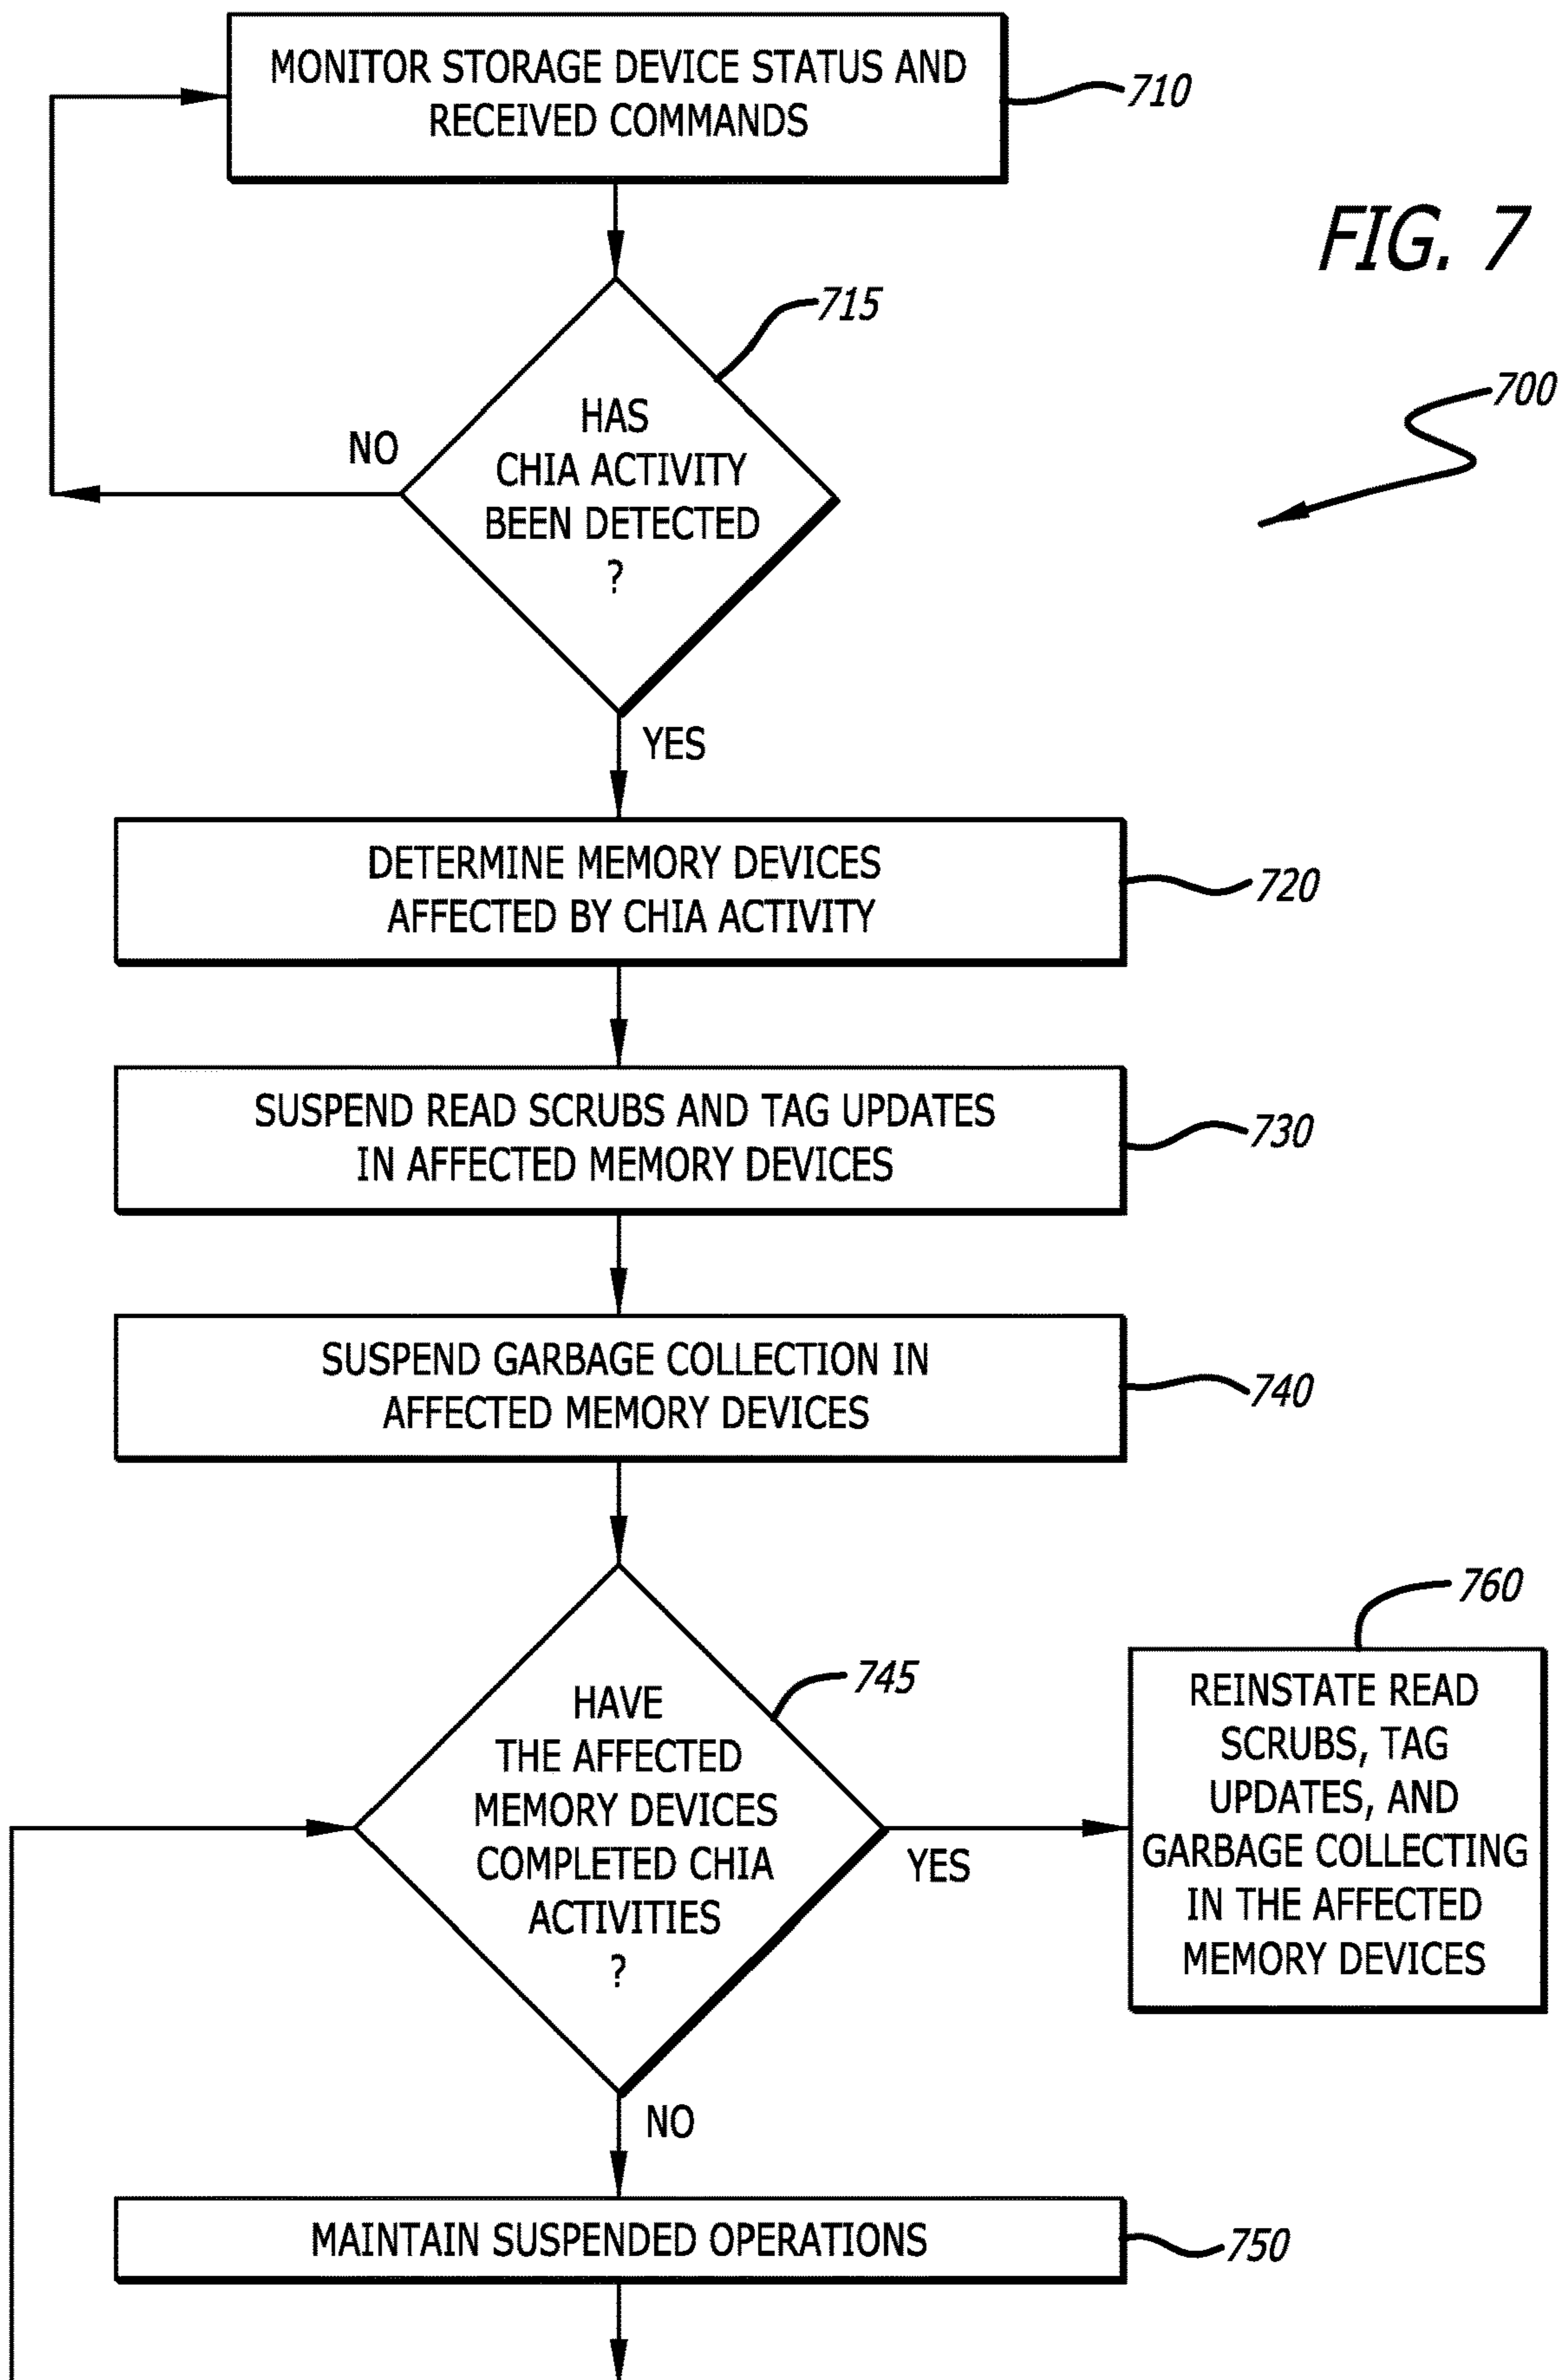 MONITOR STORAGE DEVICE STATUS AND
RECEIVED COMMANDS
710
FIG. 7
715
700
HAS
CHIA ACTIVITY
BEEN DETECTED
?
NO
YES
DETERMINE MEMORY DEVICES
AFFECTED BY CHIA ACTIVITY
720
SUSPEND READ SCRUBS AND TAG UPDATES
IN AFFECTED MEMORY DEVICES
730
SUSPEND GARBAGE COLLECTION IN
AFFECTED MEMORY DEVICES
740
745
HAVE
THE AFFECTED
MEMORY DEVICES
COMPLETED CHIA
ACTIVITIES
?
YES
760
REINSTATE READ
SCRUBS, TAG
UPDATES, AND
GARBAGE COLLECTING
IN THE AFFECTED
MEMORY DEVICES
NO
MAINTAIN SUSPENDED OPERATIONS
750